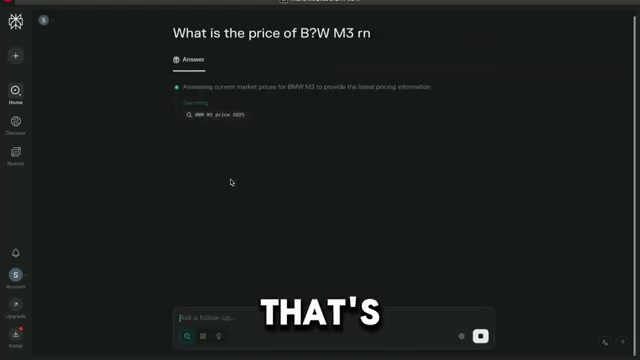 S
What is the price of B?W M3 rn
Answer
Assessing current market prices for BMW M3 to provide the latest pricing information.
Searching
BMW M3 price 2025
Home
Discover
Spaces
S
Account
Upgrade
Install
Ask a follow-up...
THAT'S
?